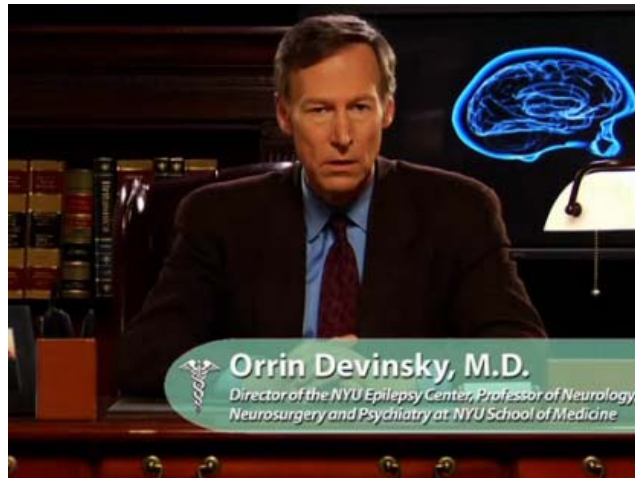 Britannica
Orrin Devinsky, M.D.
Director of the NYU Epilepsy Center, Professor of Neurology,
Neurosurgery and Psychiatry at NYU School of Medicine